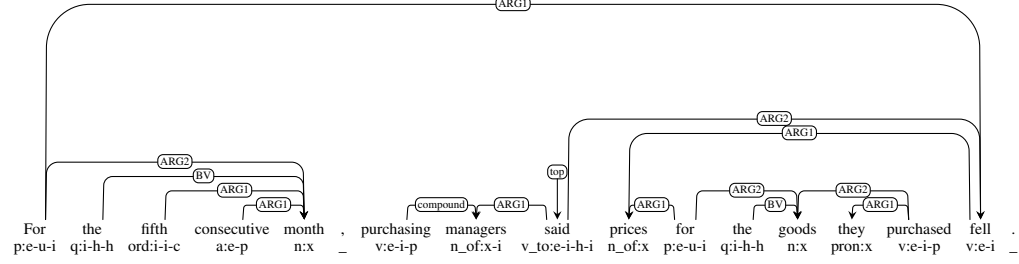 ARG1
ARG2
ARG1
top
ARG2
BV
ARG1
ARG1
compound ARG1 ARG1 ARG2 BV ARG2 ARG1
For the fifth consecutive month , purchasing managers said prices for the goods they purchased fell .
p:e-u-i q:i-h-h ord:i-i-c a:e-p n:x _ v:e-i-p n_of:x-i v_to:e-i-h-i n_of:x p:e-u-i q:i-h-h n:x pron:x v:e-i-p v:e-i _